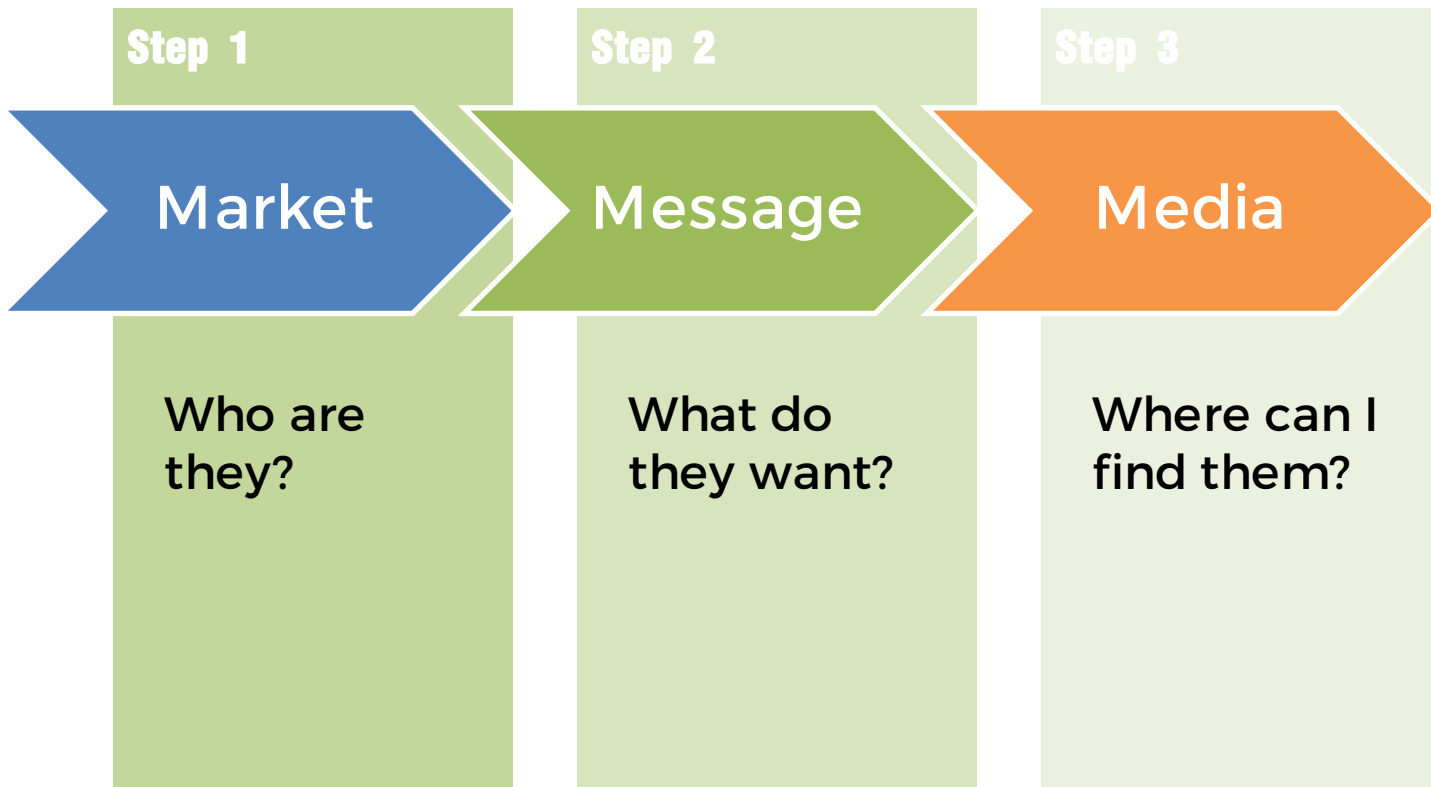 Step 1
Step 2
Step 3
Market
Message
Media
Who are
they?
What do
they want?
Where can I
find them?